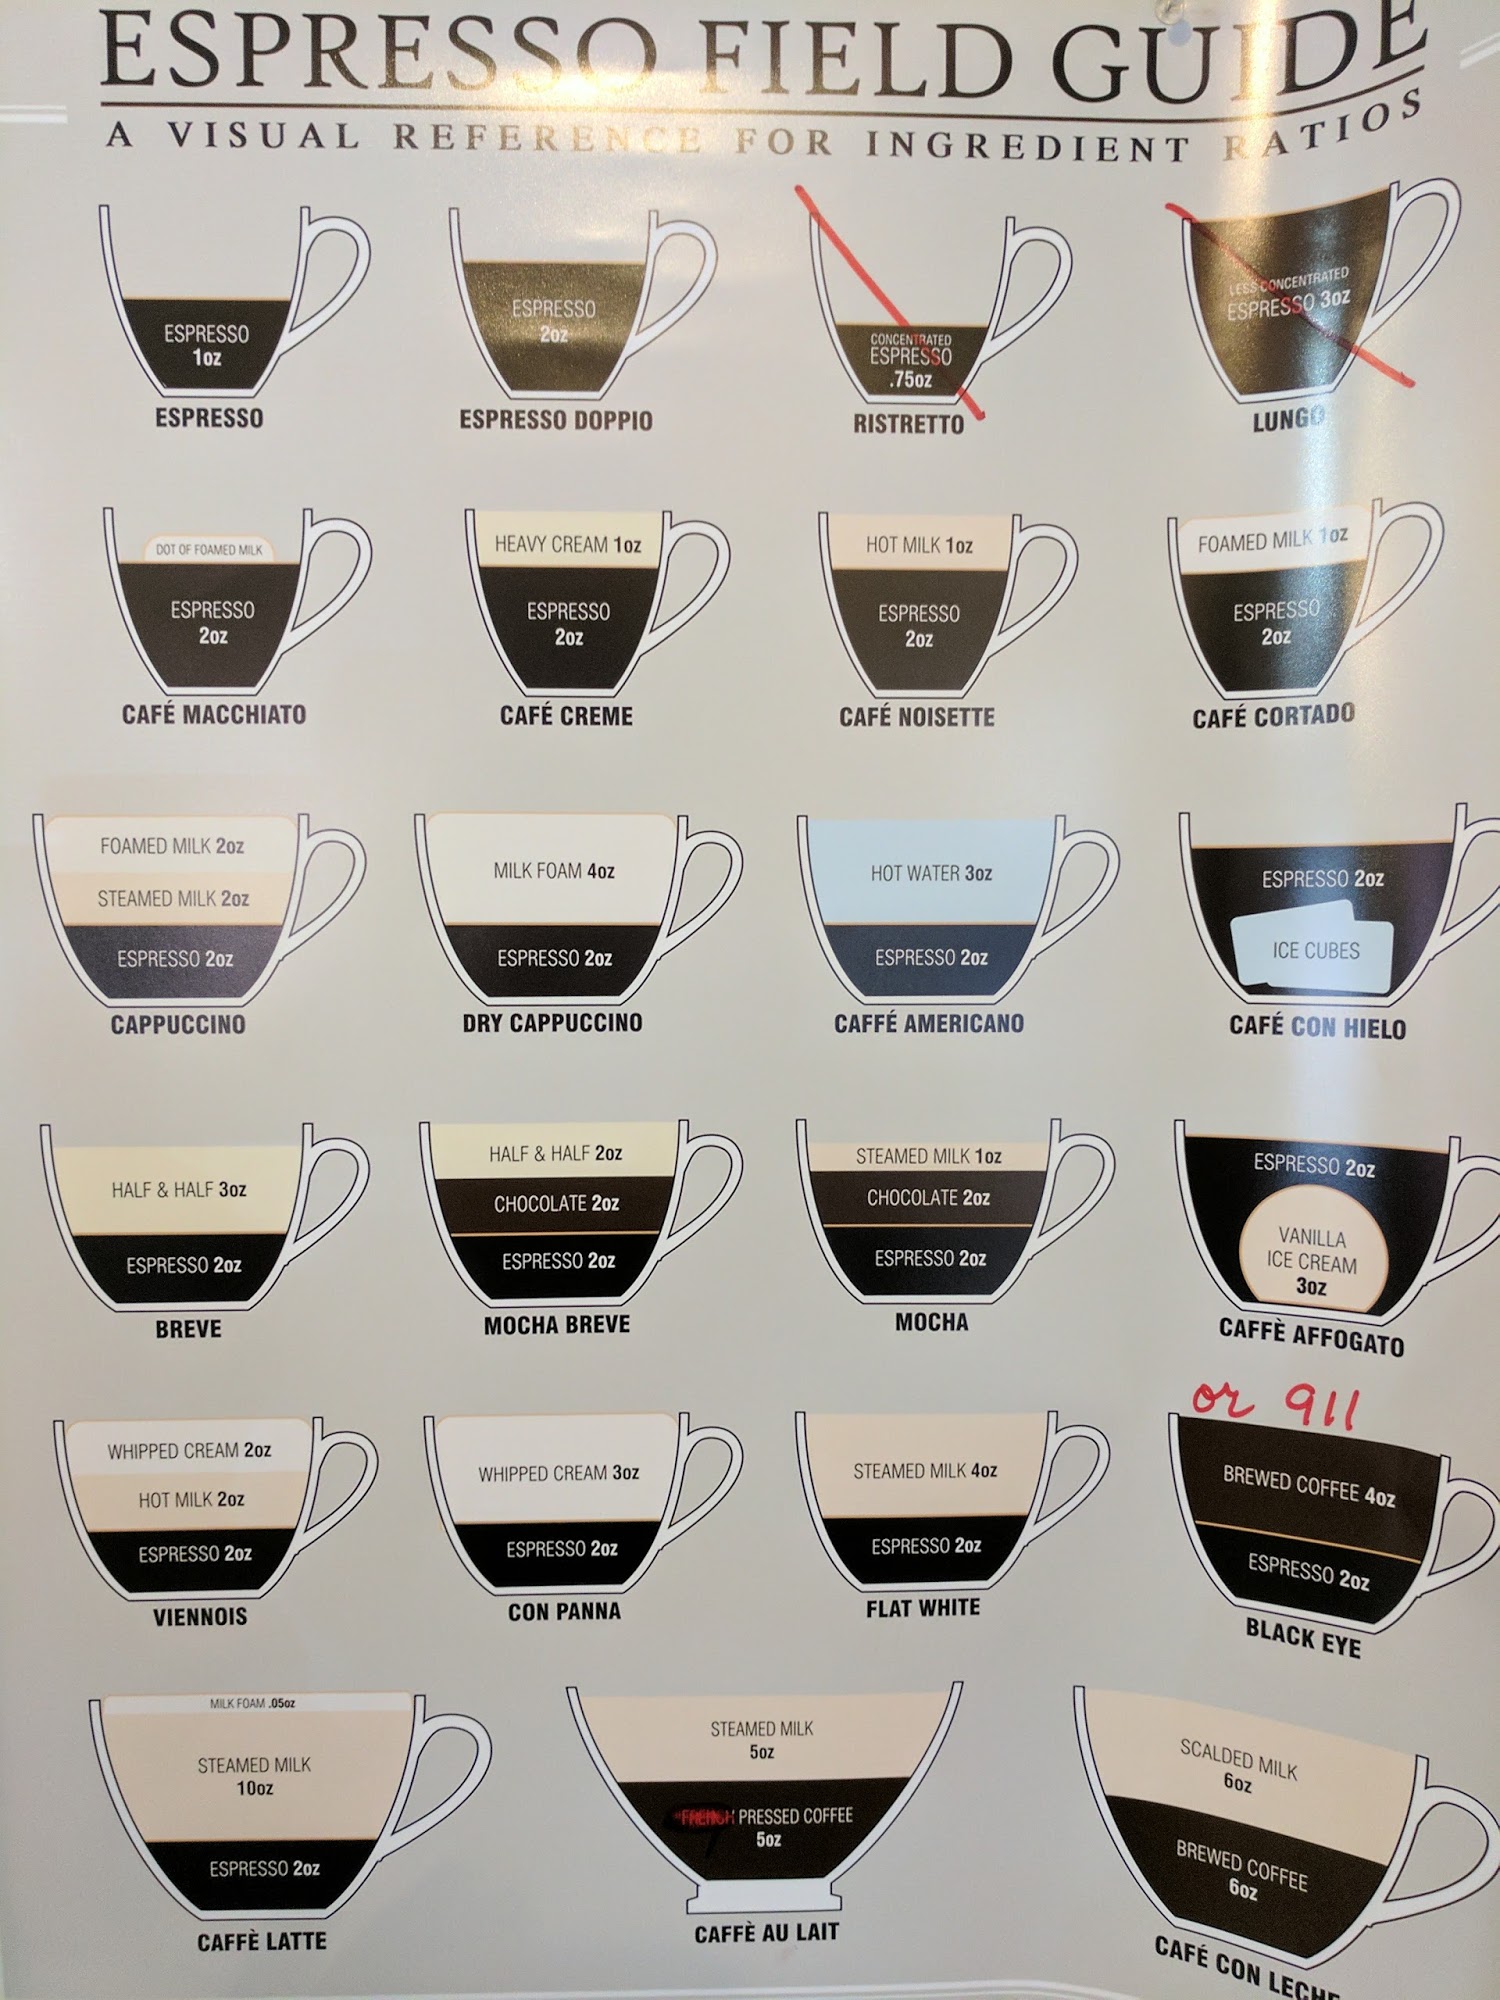 ESPRESSO FIELD GUIDE
A VISUAL REFERENCE FOR INGREDIENT RATIOS
ESPRESSO
1oz
ESPRESSO
ESPRESSO
2oz
ESPRESSO DOPPIO
CONCENTRATED
ESPRESSO
.75oz
RISTRETTO
LESS CONCENTRATED
ESPRESSO 3oz
LUNGO
DOT OF FOAMED MILK
ESPRESSO
2oz
CAFÉ MACCHIATO
HEAVY CREAM 1oz
ESPRESSO
2oz
CAFÉ CREME
HOT MILK 1oz
ESPRESSO
2oz
CAFÉ NOISETTE
FOAMED MILK 1oz
ESPRESSO
2oz
CAFÉ CORTADO
FOAMED MILK 2oz
STEAMED MILK 2oz
ESPRESSO 2oz
CAPPUCCINO
MILK FOAM 4oz
ESPRESSO 2oz
DRY CAPPUCCINO
HOT WATER 3oz
ESPRESSO 2oz
CAFFÉ AMERICANO
ESPRESSO 2oz
ICE CUBES
CAFÉ CON HIELO
HALF & HALF 3oz
ESPRESSO 2oz
BREVE
HALF & HALF 2oz
CHOCOLATE 2oz
ESPRESSO 2oz
MOCHA BREVE
STEAMED MILK 1oz
CHOCOLATE 2oz
ESPRESSO 2oz
MOCHA
ESPRESSO 2oz
VANILLA
ICE CREAM
3oz
CAFFÈ AFFOGATO
WHIPPED CREAM 2oz
HOT MILK 2oz
ESPRESSO 2oz
VIENNOIS
WHIPPED CREAM 3oz
ESPRESSO 2oz
CON PANNA
STEAMED MILK 4oz
ESPRESSO 2oz
FLAT WHITE
or 911
BREWED COFFEE 4oz
ESPRESSO 2oz
BLACK EYE
MILK FOAM .05oz
STEAMED MILK
10oz
ESPRESSO 2oz
CAFFÈ LATTE
STEAMED MILK
5oz
FRENCH PRESSED COFFEE
5oz
CAFFÈ AU LAIT
SCALDED MILK
6oz
BREWED COFFEE
6oz
CAFÉ CON LECHE